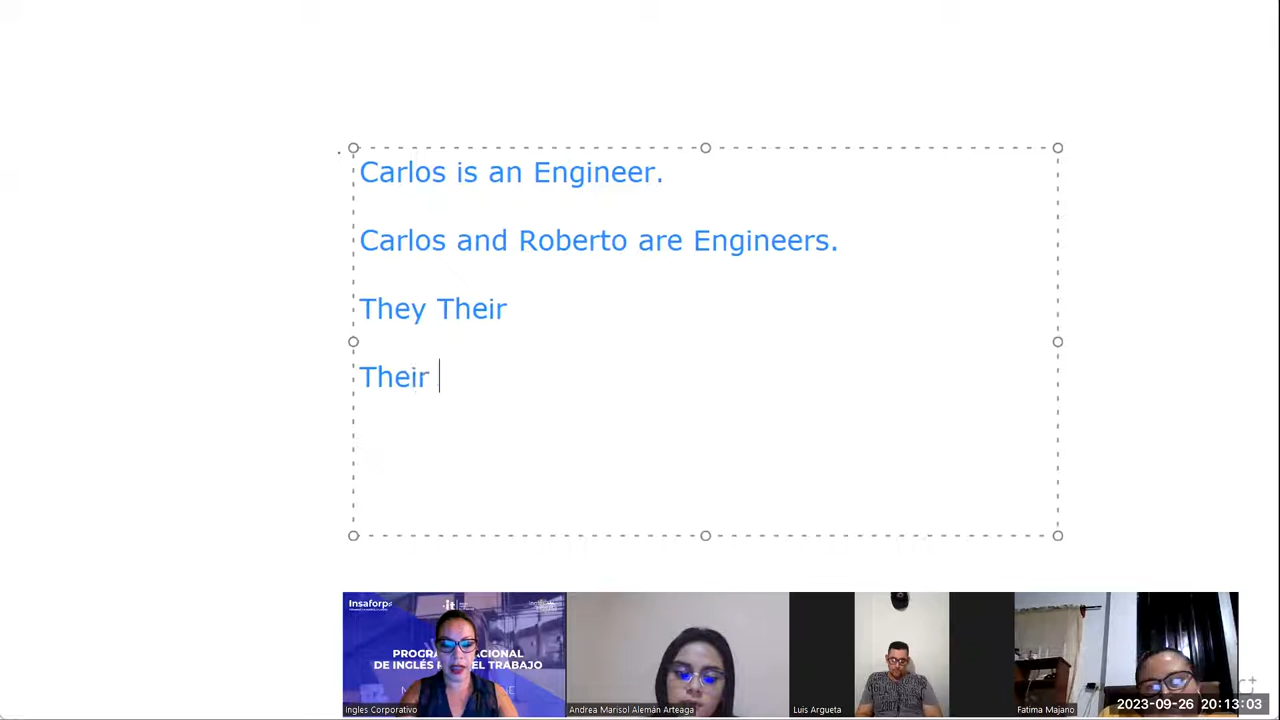 Carlos is an Engineer.
Carlos and Roberto are Engineers.
They Their
Their
Insaforp
it
DE INGLÉS
EL TRABAJO
Ingles Corporativo
Andrea Marisol Alemán Arteaga
Luis Argueta
Fatima Majano
2023-09-26 20:13:03